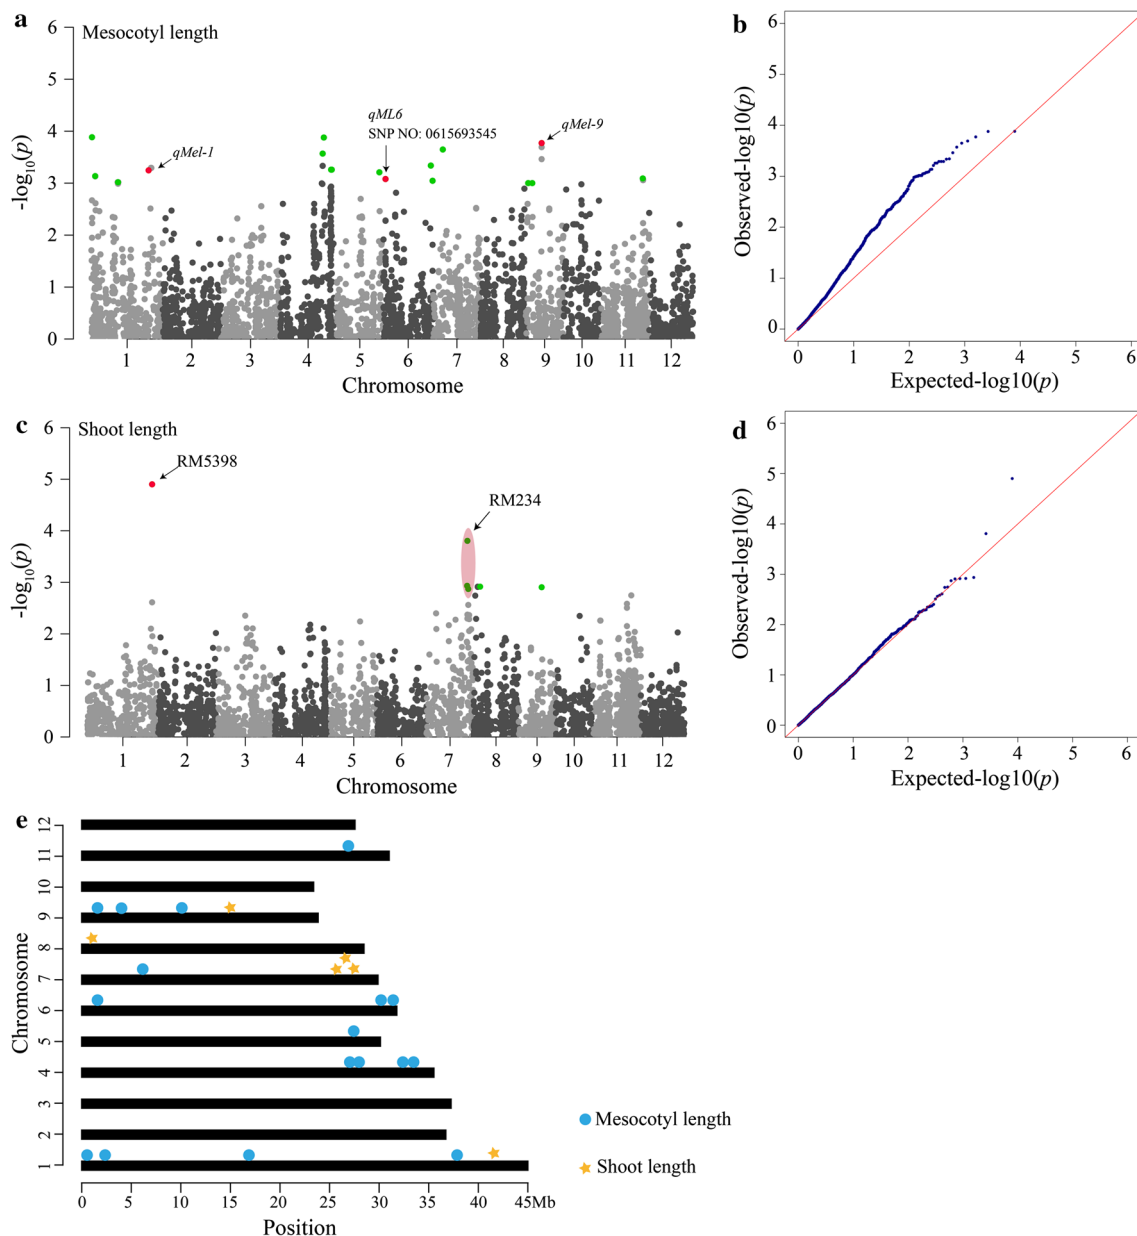 a
Mesocotyl length
6
5
4
3
2
1
0
-log10(p)
qMel-1
qML6
SNP NO: 0615693545
qMel-9
1 2 3 4 5 6 7 8 9 10 11 12
Chromosome
b
6
5
4
3
2
1
0
Observed-log10(p)
0 1 2 3 4 5 6
Expected-log10(p)
c
Shoot length
6
5
4
3
2
1
0
-log10(p)
RM5398
RM234
1 2 3 4 5 6 7 8 9 10 11 12
Chromosome
d
6
5
4
3
2
1
0
Observed-log10(p)
0 1 2 3 4 5 6
Expected-log10(p)
e
12
11
10
9
8
7
6
5
4
3
2
1
Chromosome
0 5 10 15 20 25 30 35 40 45Mb
Position
Mesocotyl length
Shoot length